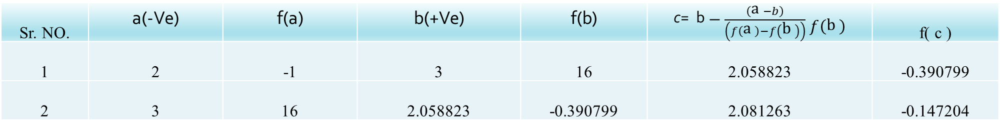 Sr. NO. a(-Ve) f(a) b(+Ve) f(b) c= b − (a −b)/(f(a)−f(b)) f(b) f( c )
1 2 -1 3 16 2.058823 -0.390799
2 3 16 2.058823 -0.390799 2.081263 -0.147204